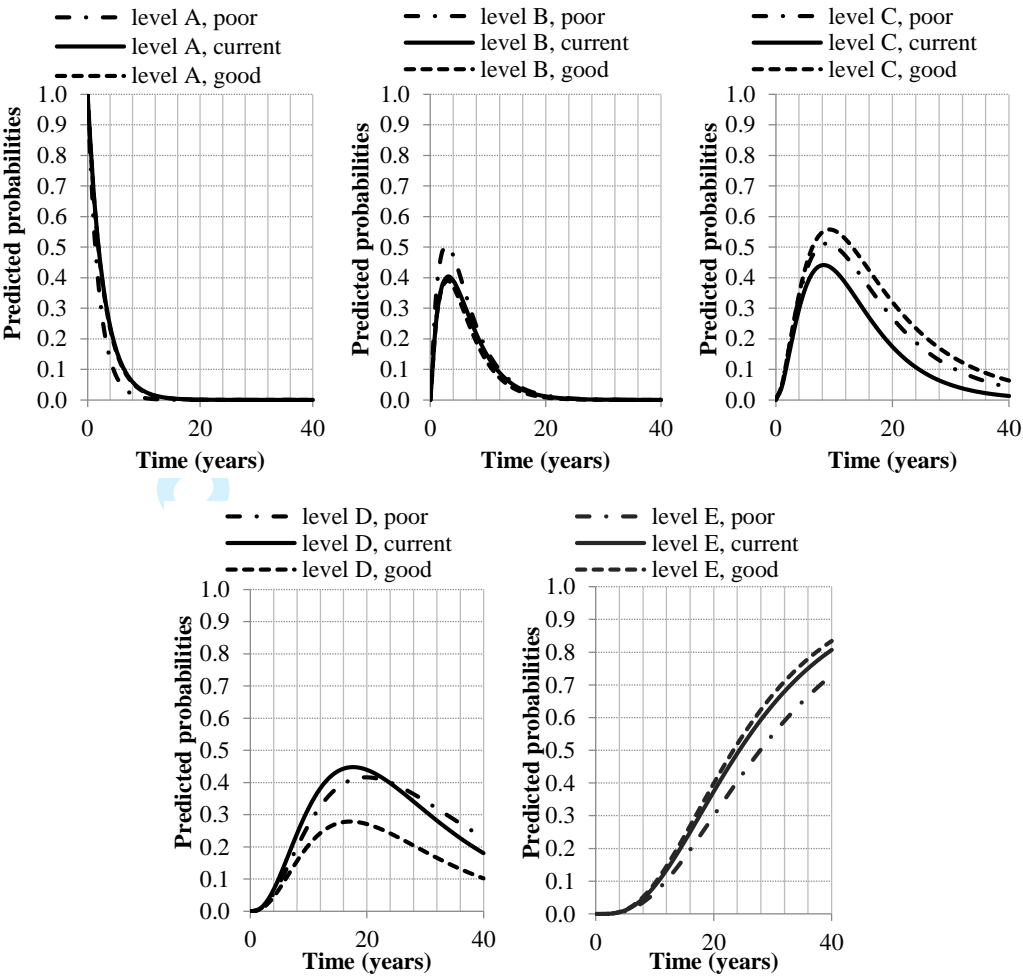 level A, poor
level A, current
level A, good
Predicted probabilities
1.0
0.9
0.8
0.7
0.6
0.5
0.4
0.3
0.2
0.1
0.0
0 20 40
Time (years)
level B, poor
level B, current
level B, good
Predicted probabilities
1.0
0.9
0.8
0.7
0.6
0.5
0.4
0.3
0.2
0.1
0.0
0 20 40
Time (years)
level C, poor
level C, current
level C, good
Predicted probabilities
1.0
0.9
0.8
0.7
0.6
0.5
0.4
0.3
0.2
0.1
0.0
0 20 40
Time (years)
level D, poor
level D, current
level D, good
Predicted probabilities
1.0
0.9
0.8
0.7
0.6
0.5
0.4
0.3
0.2
0.1
0.0
0 20 40
Time (years)
level E, poor
level E, current
level E, good
Predicted probabilities
1.0
0.9
0.8
0.7
0.6
0.5
0.4
0.3
0.2
0.1
0.0
0 20 40
Time (years)